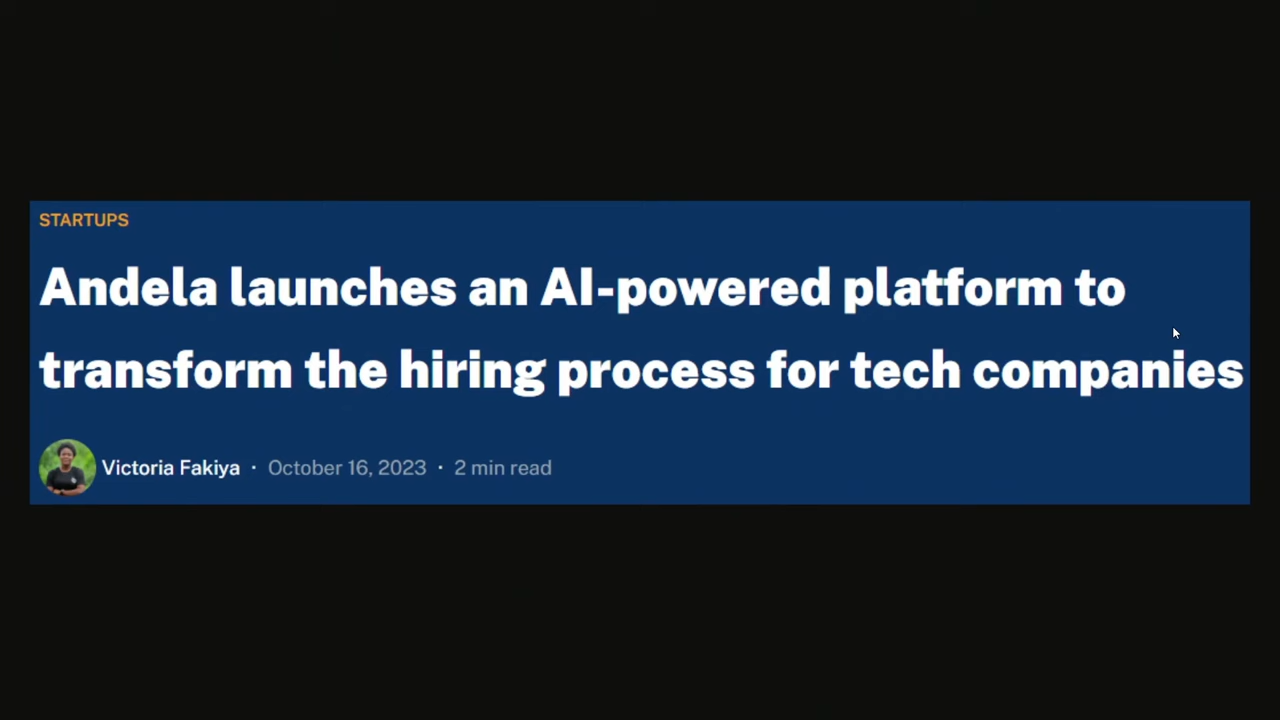 STARTUPS
Andela launches an AI-powered platform to
transform the hiring process for tech companies
Victoria Fakiya · October 16, 2023 · 2 min read